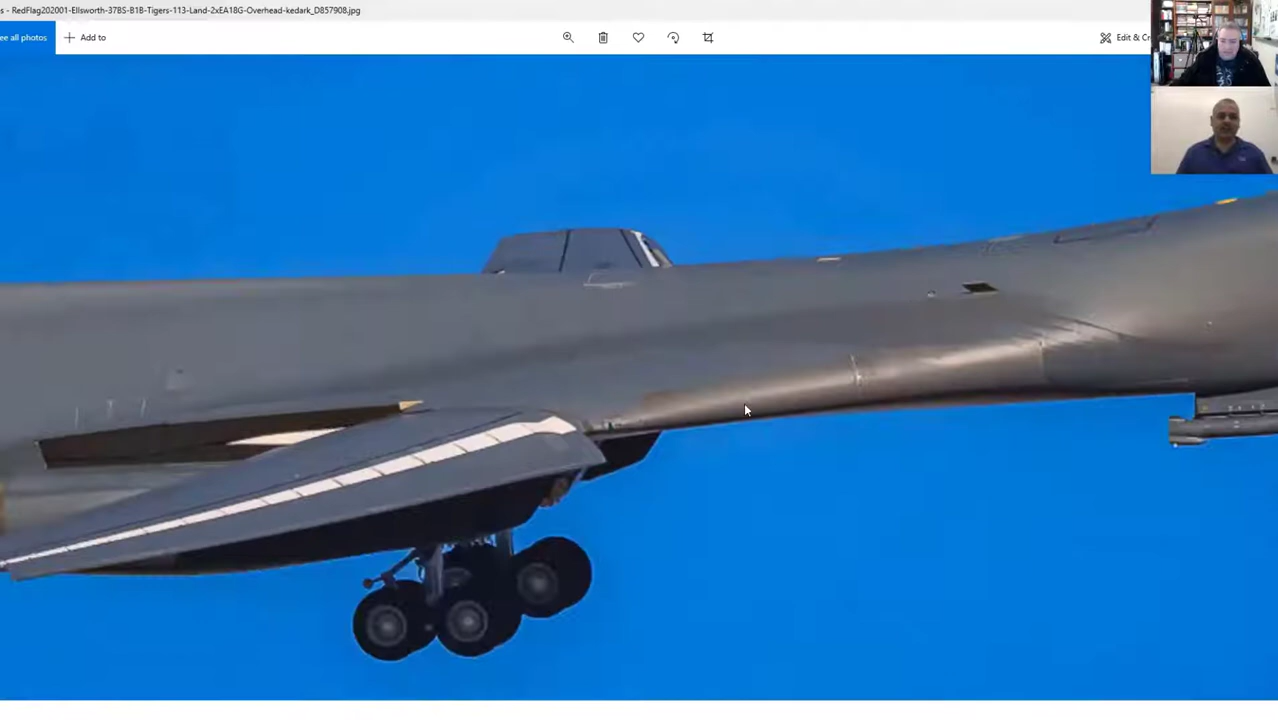 s - RedFlag202001-Ellsworth-37BS-B1B-Tigers-113-Land-2xEA18G-Overhead-kedark_D857908.jpg
ee all photos
Add to
Edit & Cr